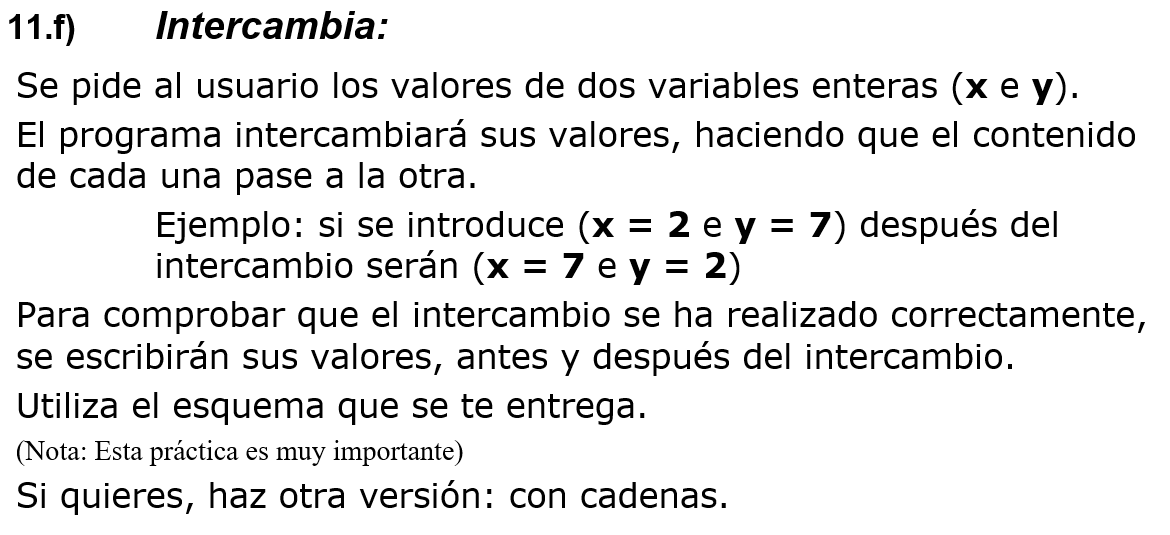 11.f) Intercambia:
Se pide al usuario los valores de dos variables enteras (x e y).
El programa intercambiará sus valores, haciendo que el contenido
de cada una pase a la otra.
Ejemplo: si se introduce (x = 2 e y = 7) después del
intercambio serán (x = 7 e y = 2)
Para comprobar que el intercambio se ha realizado correctamente,
se escribirán sus valores, antes y después del intercambio.
Utiliza el esquema que se te entrega.
(Nota: Esta práctica es muy importante)
Si quieres, haz otra versión: con cadenas.